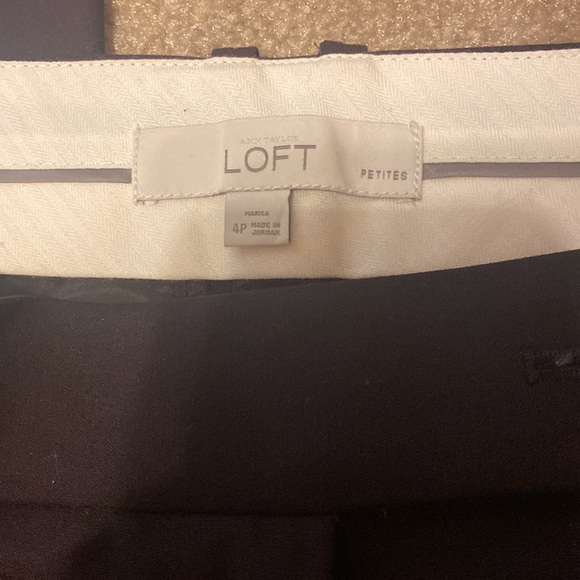 ANN TAYLOR
LOFT
PETITES
MARISA
4P MADE IN
JORDAN